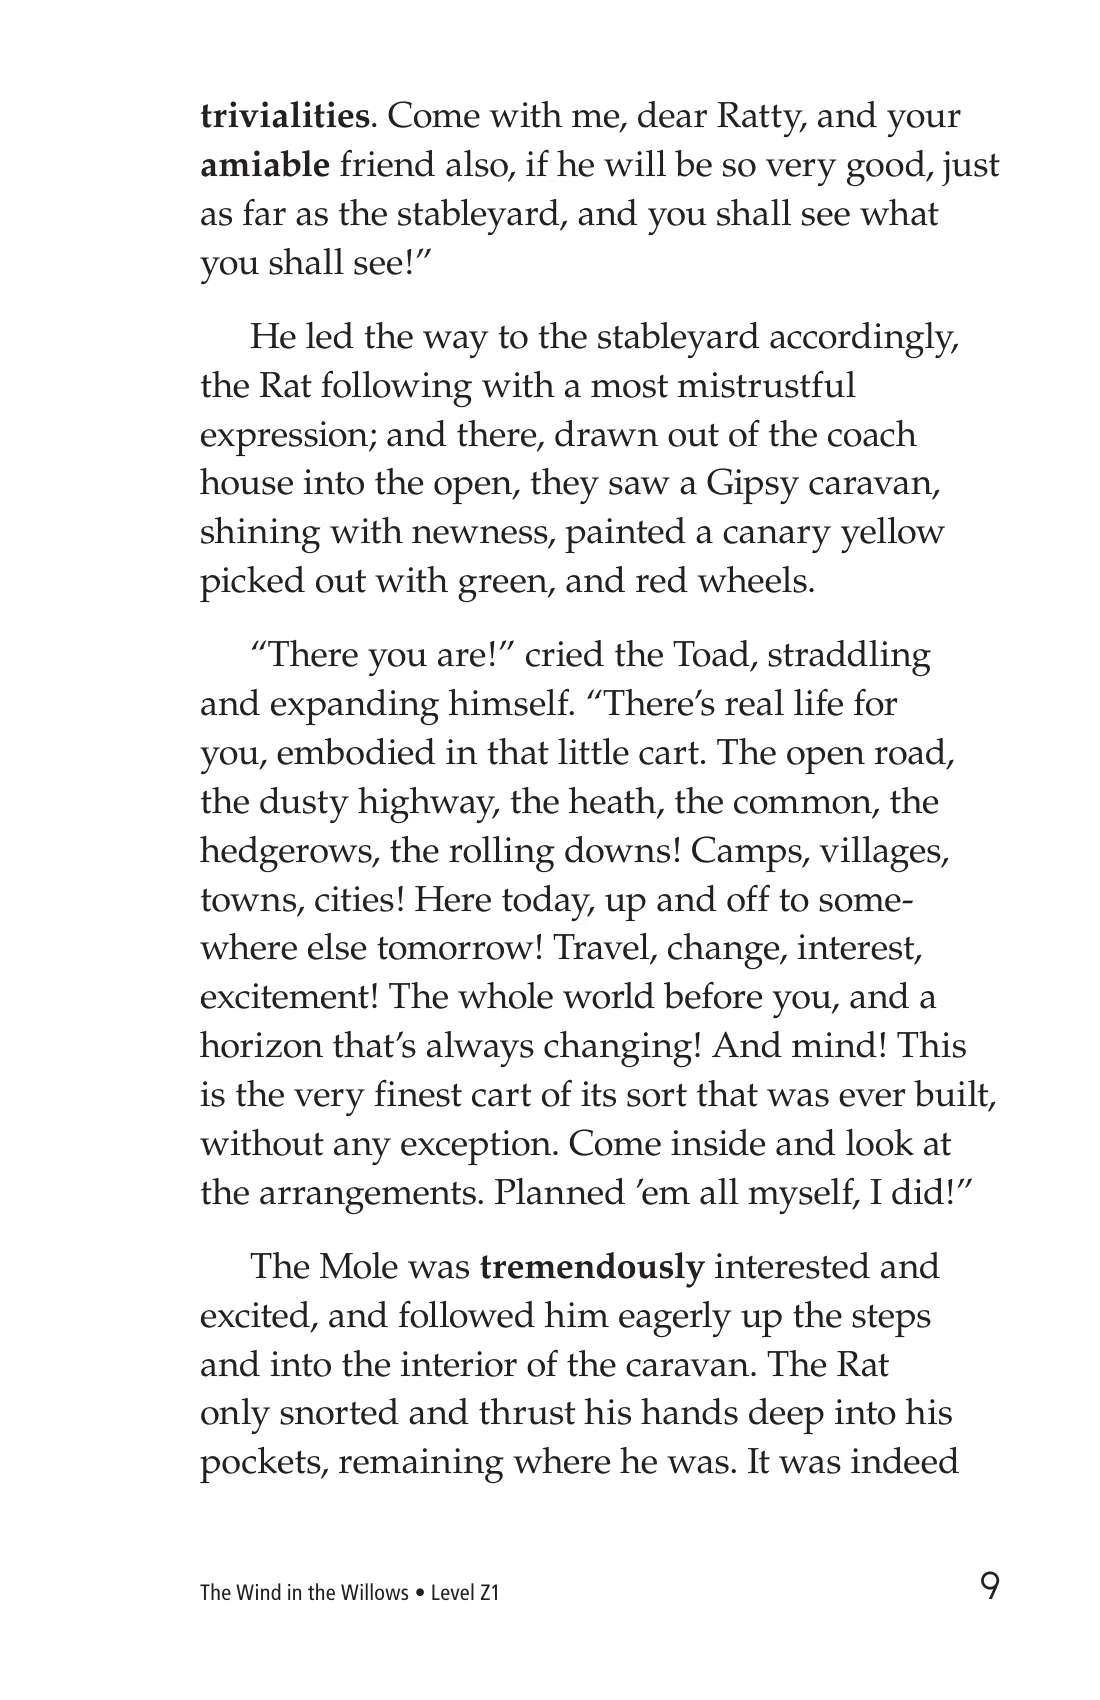 trivialities. Come with me, dear Ratty, and your
amiable friend also, if he will be so very good, just
as far as the stableyard, and you shall see what
you shall see!”
He led the way to the stableyard accordingly,
the Rat following with a most mistrustful
expression; and there, drawn out of the coach
house into the open, they saw a Gipsy caravan,
shining with newness, painted a canary yellow
picked out with green, and red wheels.
“There you are!” cried the Toad, straddling
and expanding himself. “There’s real life for
you, embodied in that little cart. The open road,
the dusty highway, the heath, the common, the
hedgerows, the rolling downs! Camps, villages,
towns, cities! Here today, up and off to some-
where else tomorrow! Travel, change, interest,
excitement! The whole world before you, and a
horizon that’s always changing! And mind! This
is the very finest cart of its sort that was ever built,
without any exception. Come inside and look at
the arrangements. Planned ’em all myself, I did!”
The Mole was tremendously interested and
excited, and followed him eagerly up the steps
and into the interior of the caravan. The Rat
only snorted and thrust his hands deep into his
pockets, remaining where he was. It was indeed
The Wind in the Willows • Level Z1
9